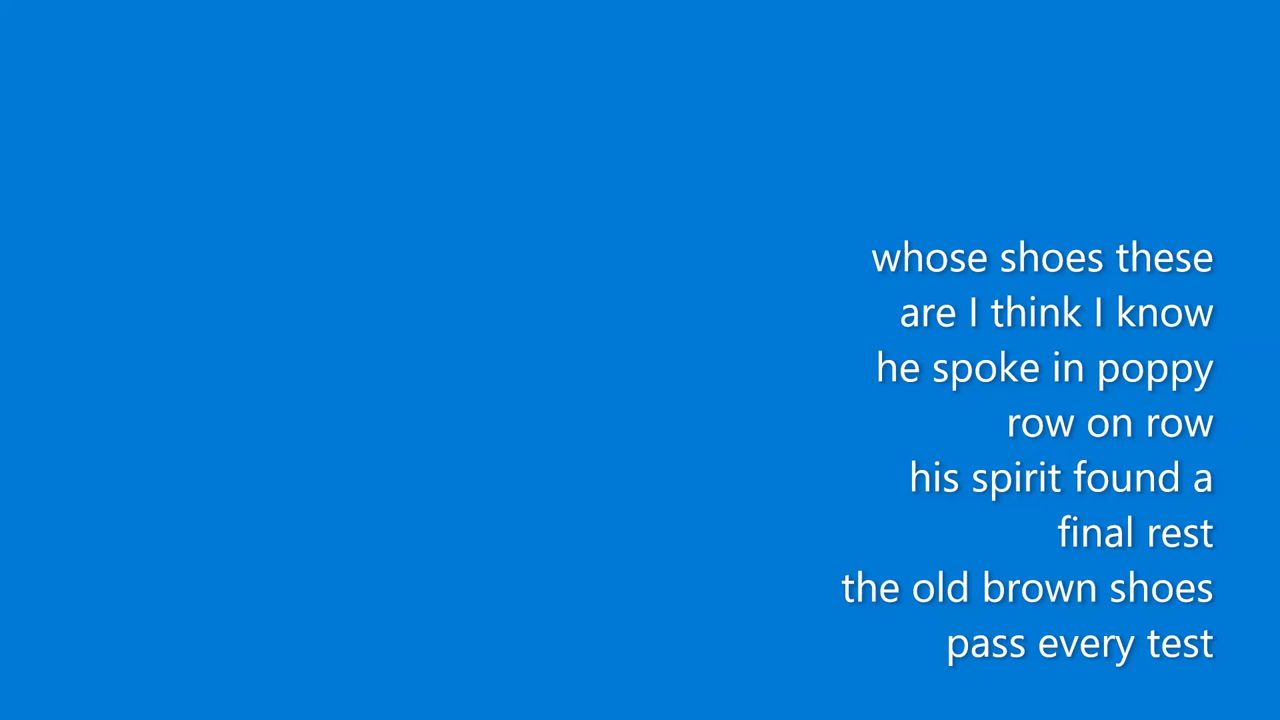 whose shoes these
are I think I know
he spoke in poppy
row on row
his spirit found a
final rest
the old brown shoes
pass every test